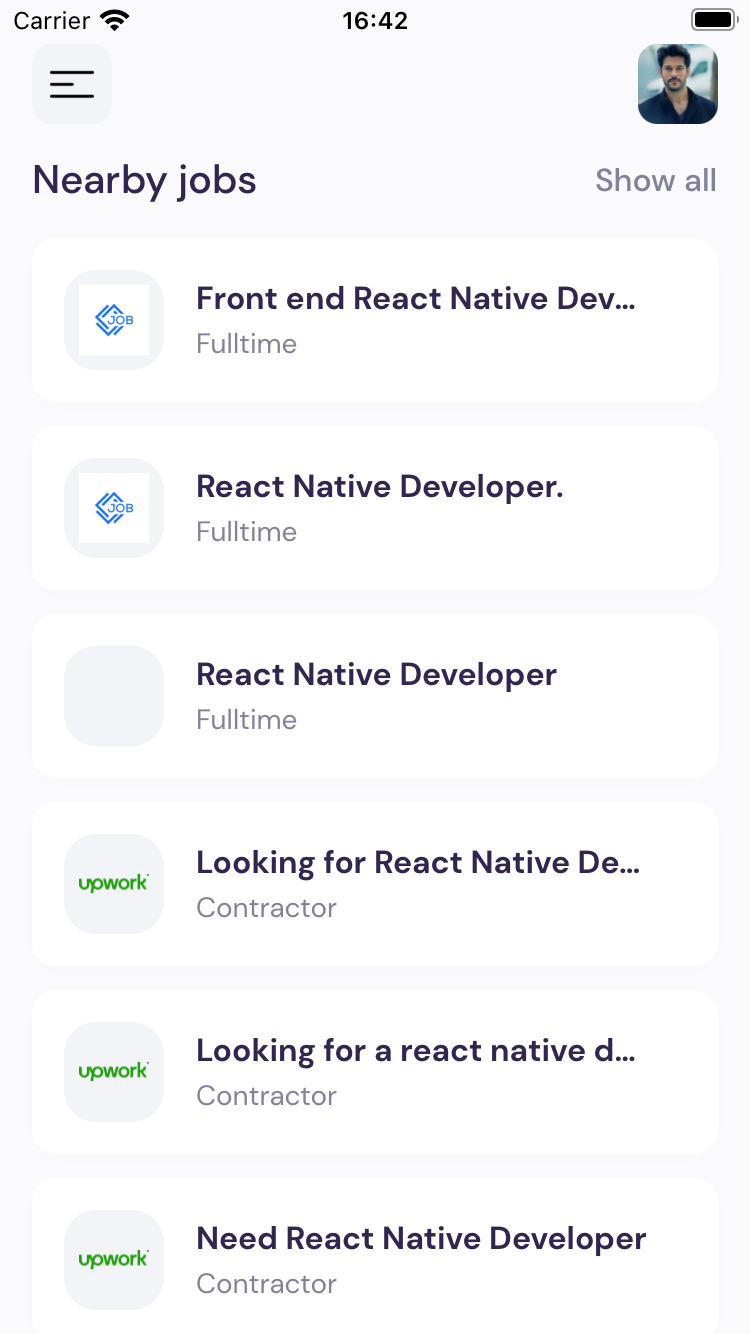 Carrier 16:42
Nearby jobs Show all
JOB
Front end React Native Dev...
Fulltime
JOB
React Native Developer.
Fulltime
React Native Developer
Fulltime
upwork
Looking for React Native De...
Contractor
upwork
Looking for a react native d...
Contractor
upwork
Need React Native Developer
Contractor